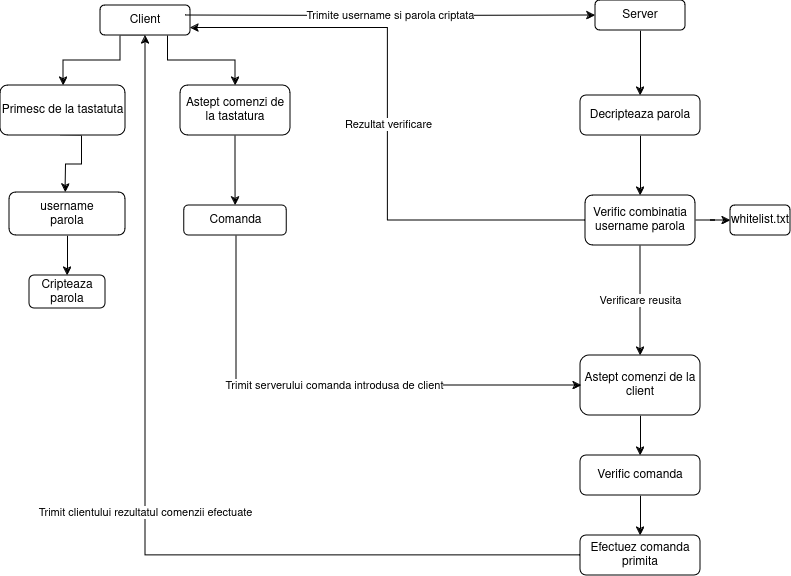 Client
Trimite username si parola criptata
Server
Primesc de la tastatuta
Astept comenzi de
la tastatura
Decripteaza parola
Rezultat verificare
username
parola
Comanda
Verific combinatia
username parola
whitelist.txt
Cripteaza
parola
Verificare reusita
Trimit serverului comanda introdusa de client
Astept comenzi de la
client
Verific comanda
Trimit clientului rezultatul comenzii efectuate
Efectuez comanda
primita